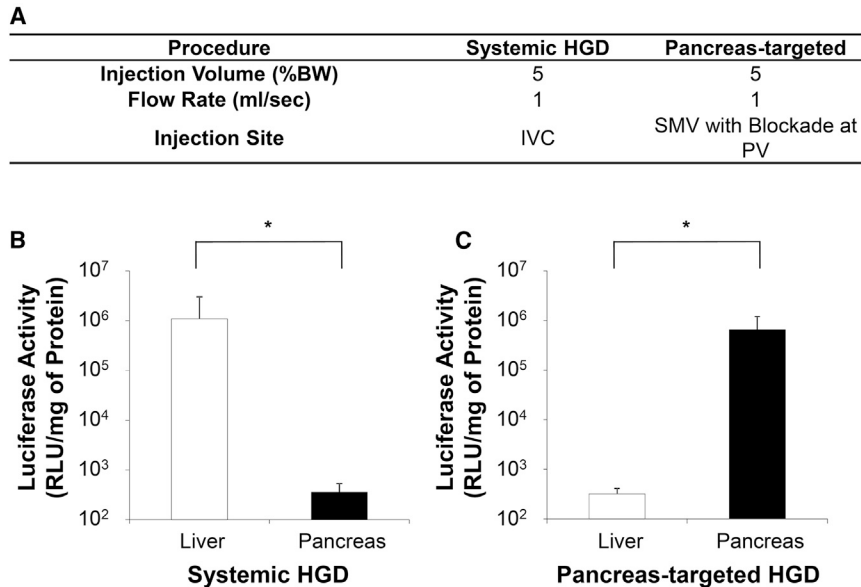 A
Procedure Systemic HGD Pancreas-targeted
Injection Volume (%BW) 5 5
Flow Rate (ml/sec) 1 1
Injection Site IVC SMV with Blockade at PV
B
*
Luciferase Activity
(RLU/mg of Protein)
10⁷
10⁶
10⁵
10⁴
10³
10²
Liver Pancreas
Systemic HGD
C
*
Luciferase Activity
(RLU/mg of Protein)
10⁷
10⁶
10⁵
10⁴
10³
10²
Liver Pancreas
Pancreas-targeted HGD